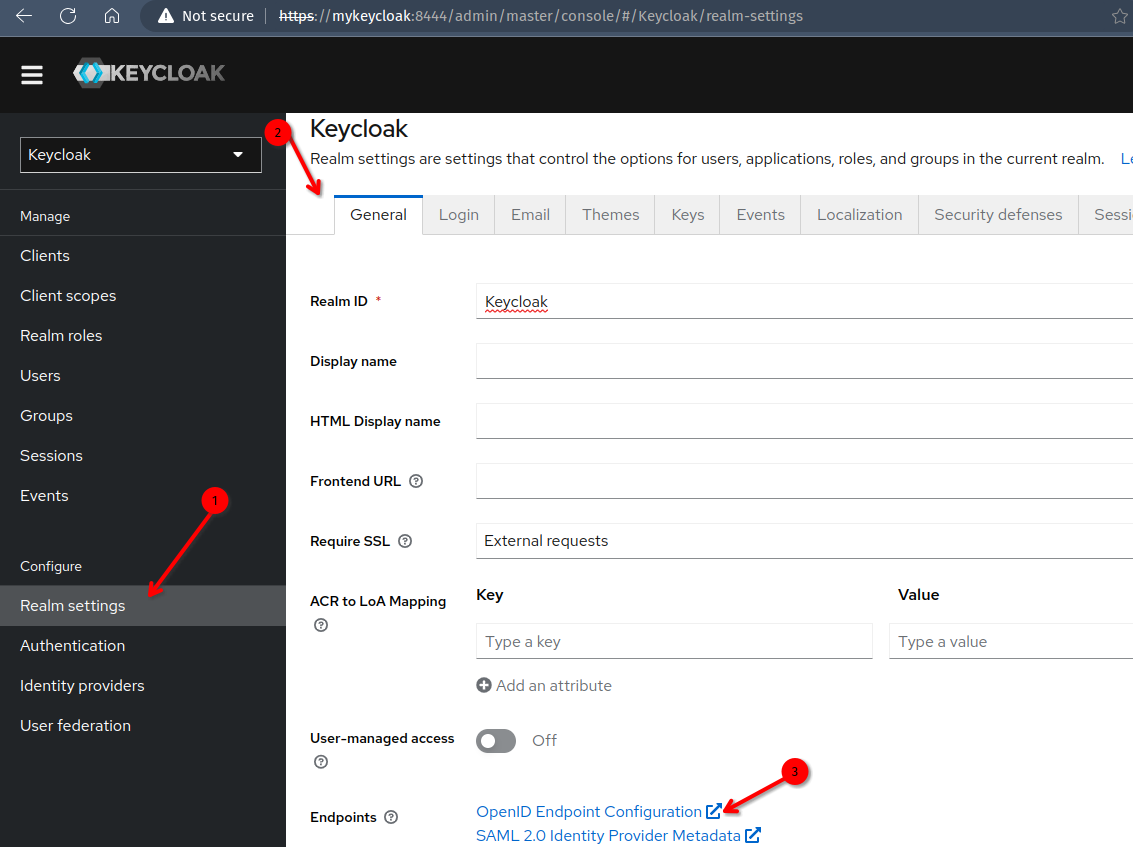 Not secure https://mykeycloak:8444/admin/master/console/#/Keycloak/realm-settings
KEYCLOAK
Keycloak
Manage
Clients
Client scopes
Realm roles
Users
Groups
Sessions
Events
1
Configure
Realm settings
Authentication
Identity providers
User federation
2
Keycloak
Realm settings are settings that control the options for users, applications, roles, and groups in the current realm. Le
General Login Email Themes Keys Events Localization Security defenses Sessi
Realm ID * Keycloak
Display name
HTML Display name
Frontend URL ?
Require SSL ? External requests
ACR to LoA Mapping ? Key Value
Type a key Type a value
Add an attribute
User-managed access ? Off
3
Endpoints ? OpenID Endpoint Configuration
SAML 2.0 Identity Provider Metadata